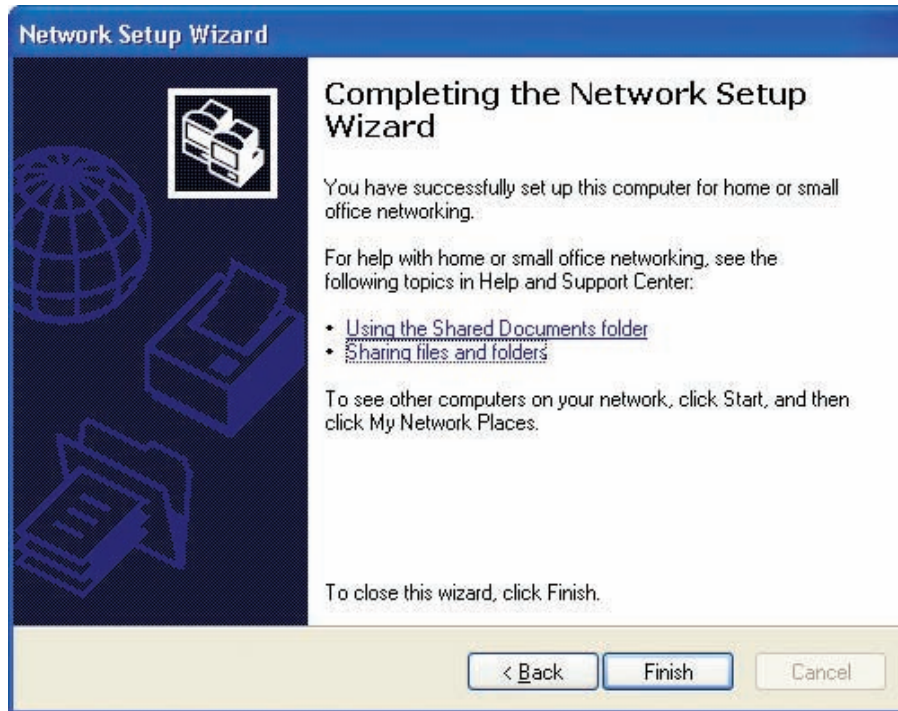 Network Setup Wizard
Completing the Network Setup
Wizard
You have successfully set up this computer for home or small
office networking.
For help with home or small office networking, see the
following topics in Help and Support Center:
• Using the Shared Documents folder
• Sharing files and folders
To see other computers on your network, click Start, and then
click My Network Places.
To close this wizard, click Finish.
< Back
Finish
Cancel